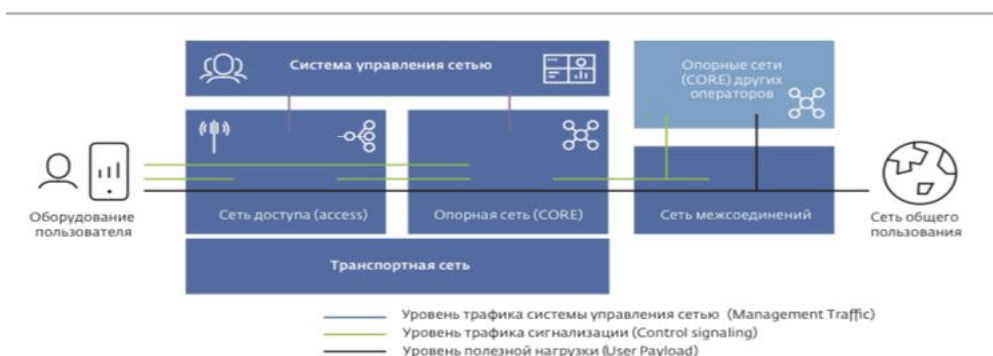 Система управления сетью
Опорные сети
(CORE) других
операторов
Оборудование
пользователя
Сеть доступа (access)
Опорная сеть (CORE)
Сеть межсоединений
Сеть общего
пользования
Транспортная сеть
Уровень трафика системы управления сетью (Management Traffic)
Уровень трафика сигнализации (Control signaling)
Уровень полезной нагрузки (User Payload)